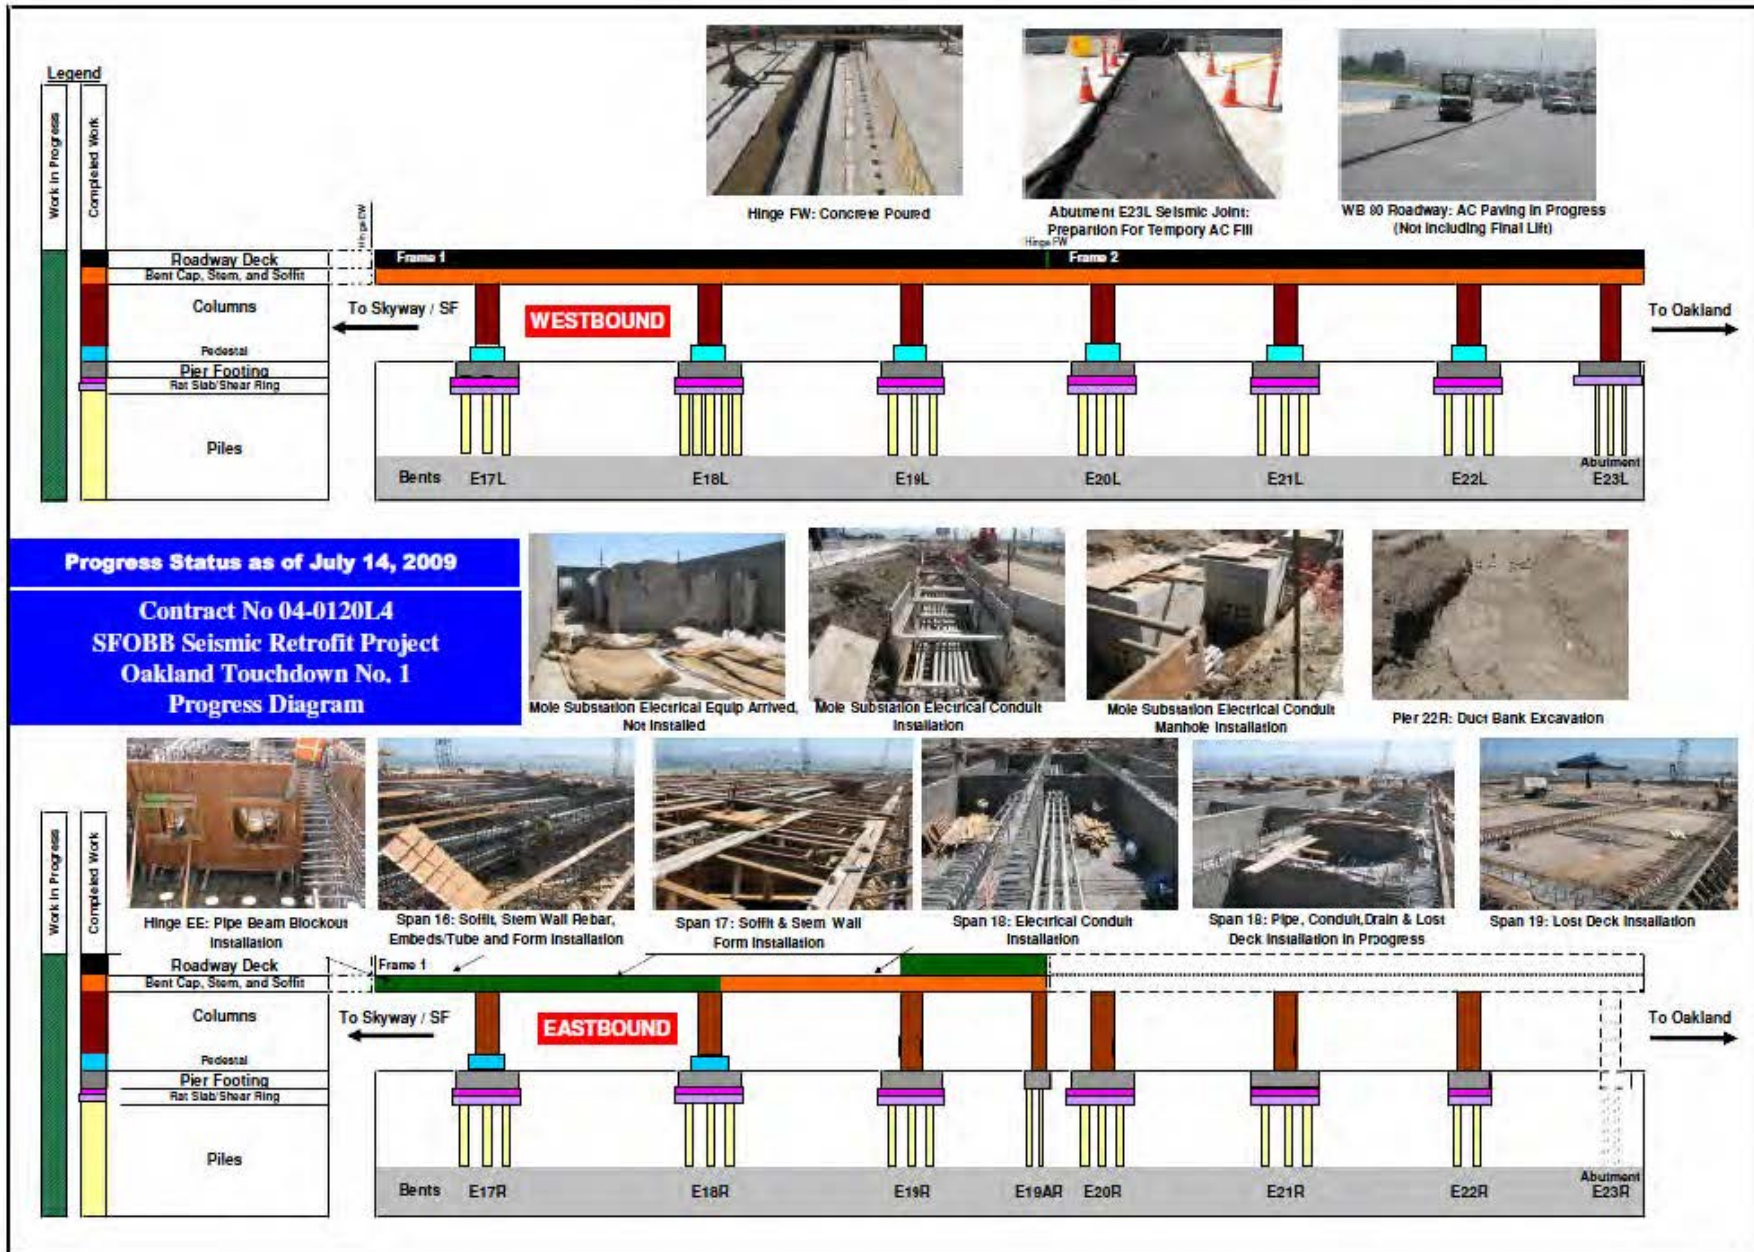 Legend
Work in Progress
Completed Work
Hinge FW: Concrete Poured
Abutment E23L Seismic Joint:
Prepartion For Tempory AC Fill
WB 80 Roadway: AC Paving In Progress
(Not Including Final Lift)
Hinge EW
Hinge FW
Roadway Deck
Frame 1
Frame 2
Bent Cap, Stem, and Soffit
Columns
To Skyway / SF
WESTBOUND
To Oakland
Pedestal
Pier Footing
Rat Slab/Shear Ring
Piles
Bents
E17L
E18L
E19L
E20L
E21L
E22L
Abutment
E23L
Progress Status as of July 14, 2009
Contract No 04-0120L4
SFOBB Seismic Retrofit Project
Oakland Touchdown No. 1
Progress Diagram
Mole Substation Electrical Equip Arrived,
Not Installed
Mole Substation Electrical Conduit
Installation
Mole Substation Electrical Conduit
Manhole Installation
Pier 22R: Duct Bank Excavation
Work in Progress
Completed Work
Hinge EE: Pipe Beam Blockout
Installation
Span 16: Soffit, Stem Wall Rebar,
Embeds/Tube and Form Installation
Span 17: Soffit & Stem Wall
Form Installation
Span 18: Electrical Conduit
Installation
Span 18: Pipe, Conduit,Drain & Lost
Deck Installation In Progress
Span 19: Lost Deck Installation
Roadway Deck
Frame 1
Bent Cap, Stem, and Soffit
Columns
To Skyway / SF
EASTBOUND
To Oakland
Pedestal
Pier Footing
Rat Slab/Shear Ring
Piles
Bents
E17R
E18R
E19R
E19AR
E20R
E21R
E22R
Abutment
E23R